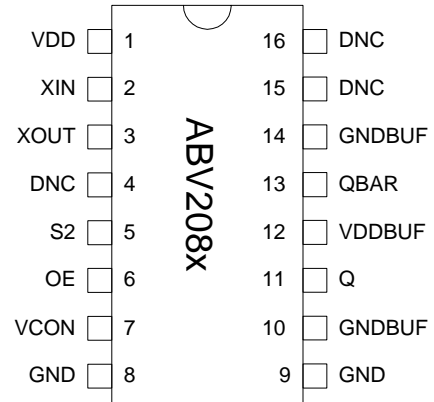 VDD 1 16 DNC
XIN 2 15 DNC
XOUT 3 14 GNDBUF
DNC 4 13 QBAR
S2 5 12 VDDBUF
OE 6 11 Q
VCON 7 10 GNDBUF
GND 8 9 GND
ABV208x